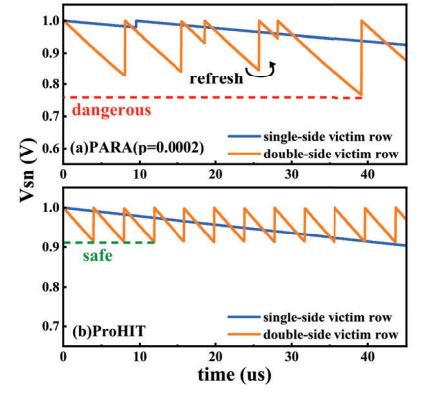 1.0
0.9
0.8
0.7
0.6
refresh
dangerous
(a)PARA(p=0.0002)
single-side victim row
double-side victim row
0
10
20
30
40
Vsn (V)
1.0
0.9
0.8
0.7
safe
(b)ProHIT
single-side victim row
double-side victim row
0
10
20
30
40
time (us)